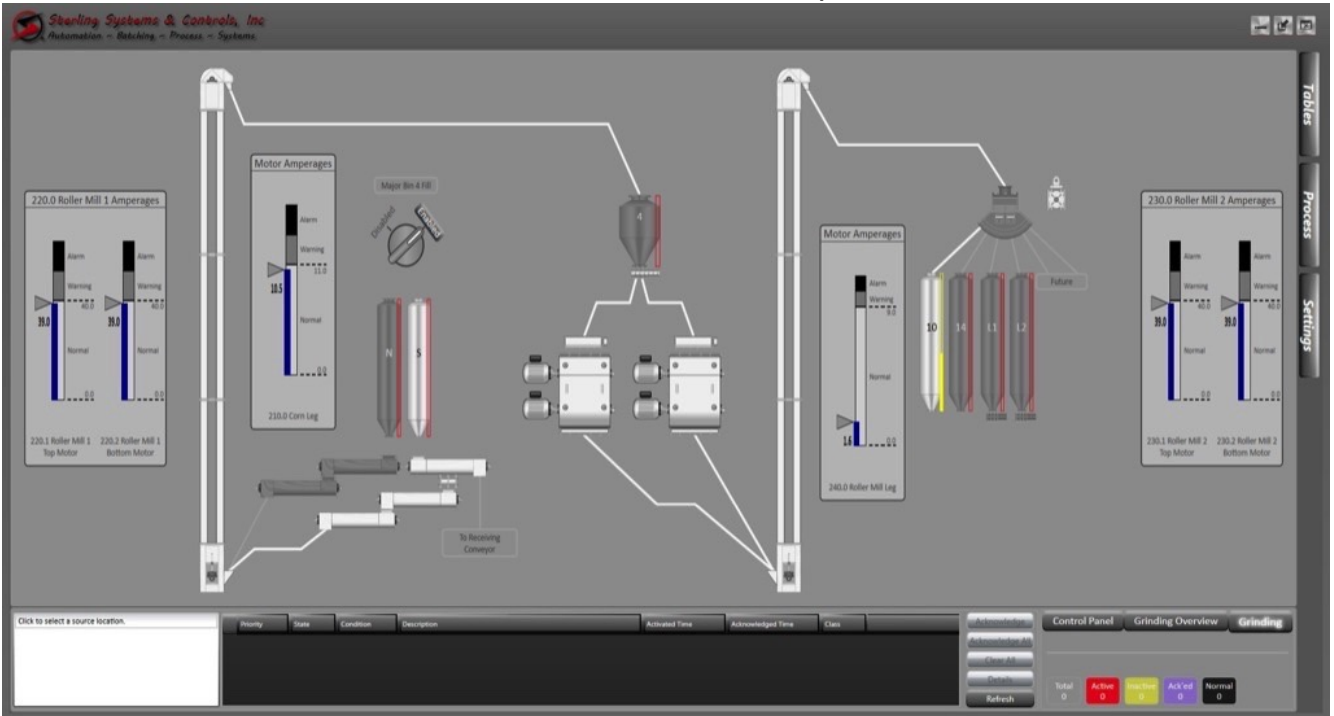 Sterling Systems & Controls, Inc
Automation ~ Batching ~ Process ~ Systems
Tables
Process
Settings
220.0 Roller Mill 1 Amperages
Alarm
Warning
40.0
39.0
Normal
0.0
Alarm
Warning
40.0
39.0
Normal
0.0
220.1 Roller Mill 1
Top Motor
220.2 Roller Mill 1
Bottom Motor
Motor Amperages
Alarm
Warning
11.0
10.5
Normal
0.0
210.0 Corn Leg
Major Bin 4 Fill
Disabled
Enabled
N
S
To Receiving
Conveyor
4
Motor Amperages
Alarm
Warning
9.0
Normal
1.6
0.0
240.0 Roller Mill Leg
10
14
L1
L2
Future
230.0 Roller Mill 2 Amperages
Alarm
Warning
40.0
39.0
Normal
0.0
Alarm
Warning
40.0
39.0
Normal
0.0
230.1 Roller Mill 2
Top Motor
230.2 Roller Mill 2
Bottom Motor
Click to select a source location.
Priority State Condition Description Activated Time Acknowledged Time Class
Acknowledge
Acknowledge All
Clear All
Details
Refresh
Control Panel Grinding Overview Grinding
Total
0
Active
0
Inactive
0
Ack'ed
0
Normal
0